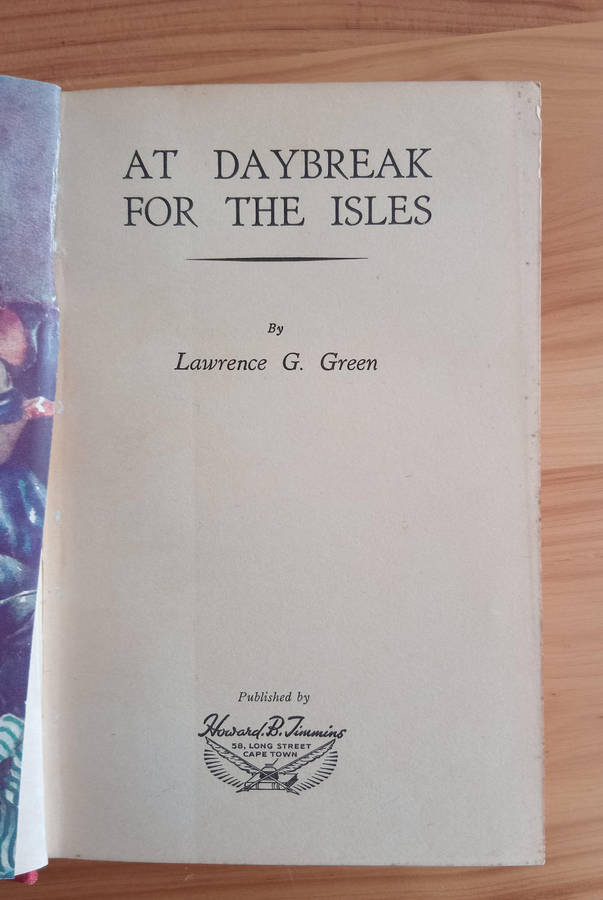 AT DAYBREAK
FOR THE ISLES
By
Lawrence G. Green
Published by
Howard. B. Timmins
58, LONG STREET
CAPE TOWN